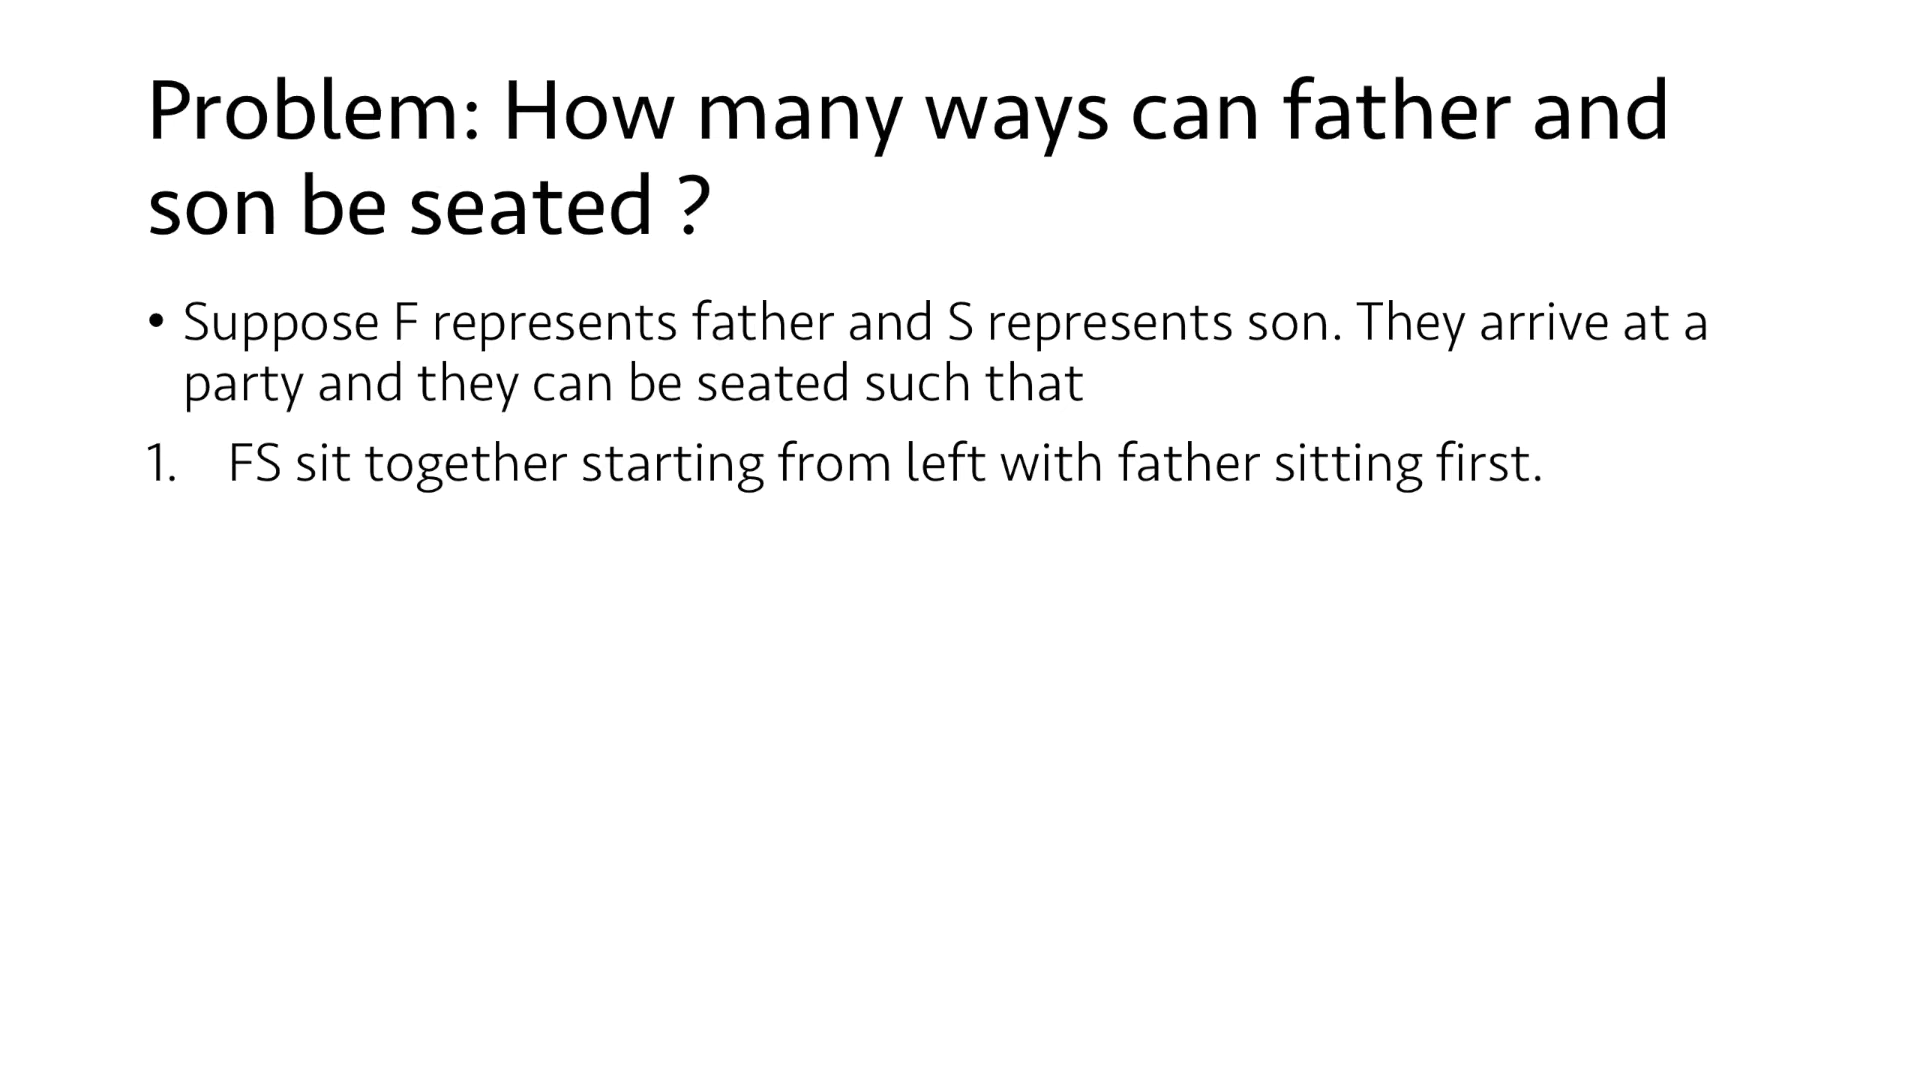 Problem: How many ways can father and
son be seated ?
• Suppose F represents father and S represents son. They arrive at a
party and they can be seated such that
1. FS sit together starting from left with father sitting first.